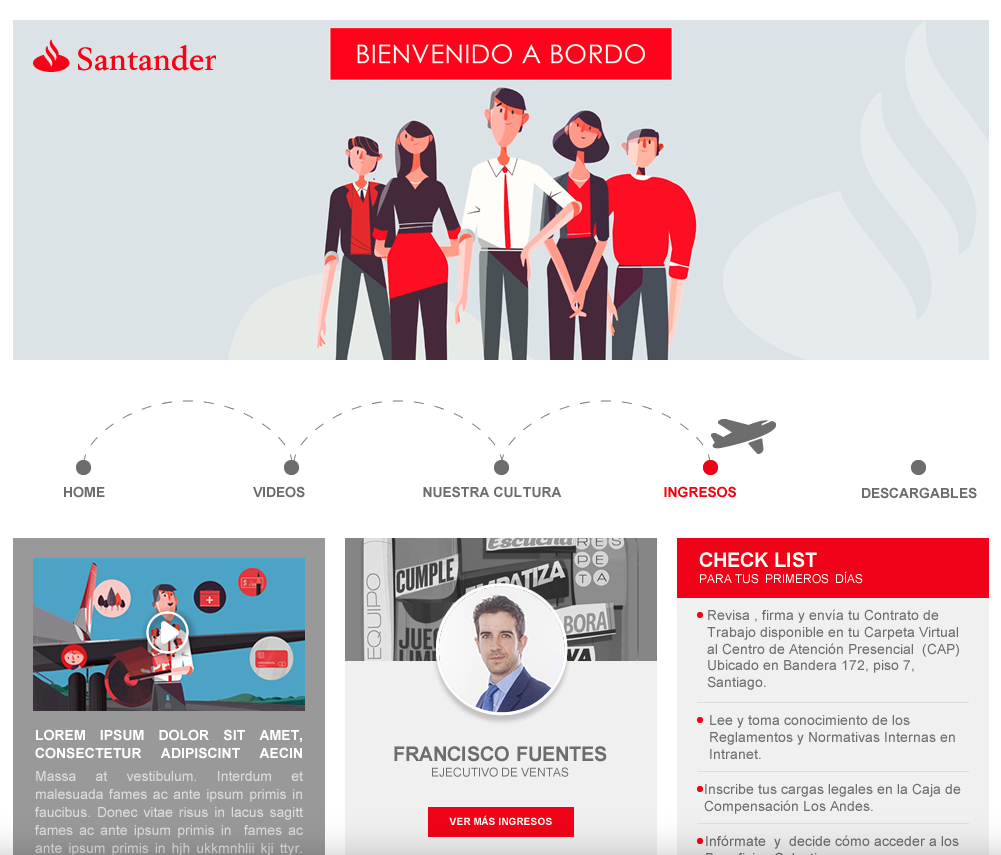 Santander
BIENVENIDO A BORDO
HOME
VIDEOS
NUESTRA CULTURA
INGRESOS
DESCARGABLES
LOREM IPSUM DOLOR SIT AMET,
CONSECTETUR ADIPISCINT AECIN
Massa at vestibulum. Interdum et
malesuada fames ac ante ipsum primis in
faucibus. Donec vitae risus in lacus sagitt
fames ac ante ipsum primis in fames ac
ante ipsum primis in hjh ukkmnhlii kji ttyr.
Escucha
RES
PE
TA
EQUIPO
CUMPLE
EMPATIZA
BORA
FRANCISCO FUENTES
EJECUTIVO DE VENTAS
VER MÁS INGRESOS
CHECK LIST
PARA TUS PRIMEROS DÍAS
Revisa , firma y envía tu Contrato de
Trabajo disponible en tu Carpeta Virtual
al Centro de Atención Presencial (CAP)
Ubicado en Bandera 172, piso 7,
Santiago.
Lee y toma conocimiento de los
Reglamentos y Normativas Internas en
Intranet.
Inscribe tus cargas legales en la Caja de
Compensación Los Andes.
Infórmate y decide cómo acceder a los